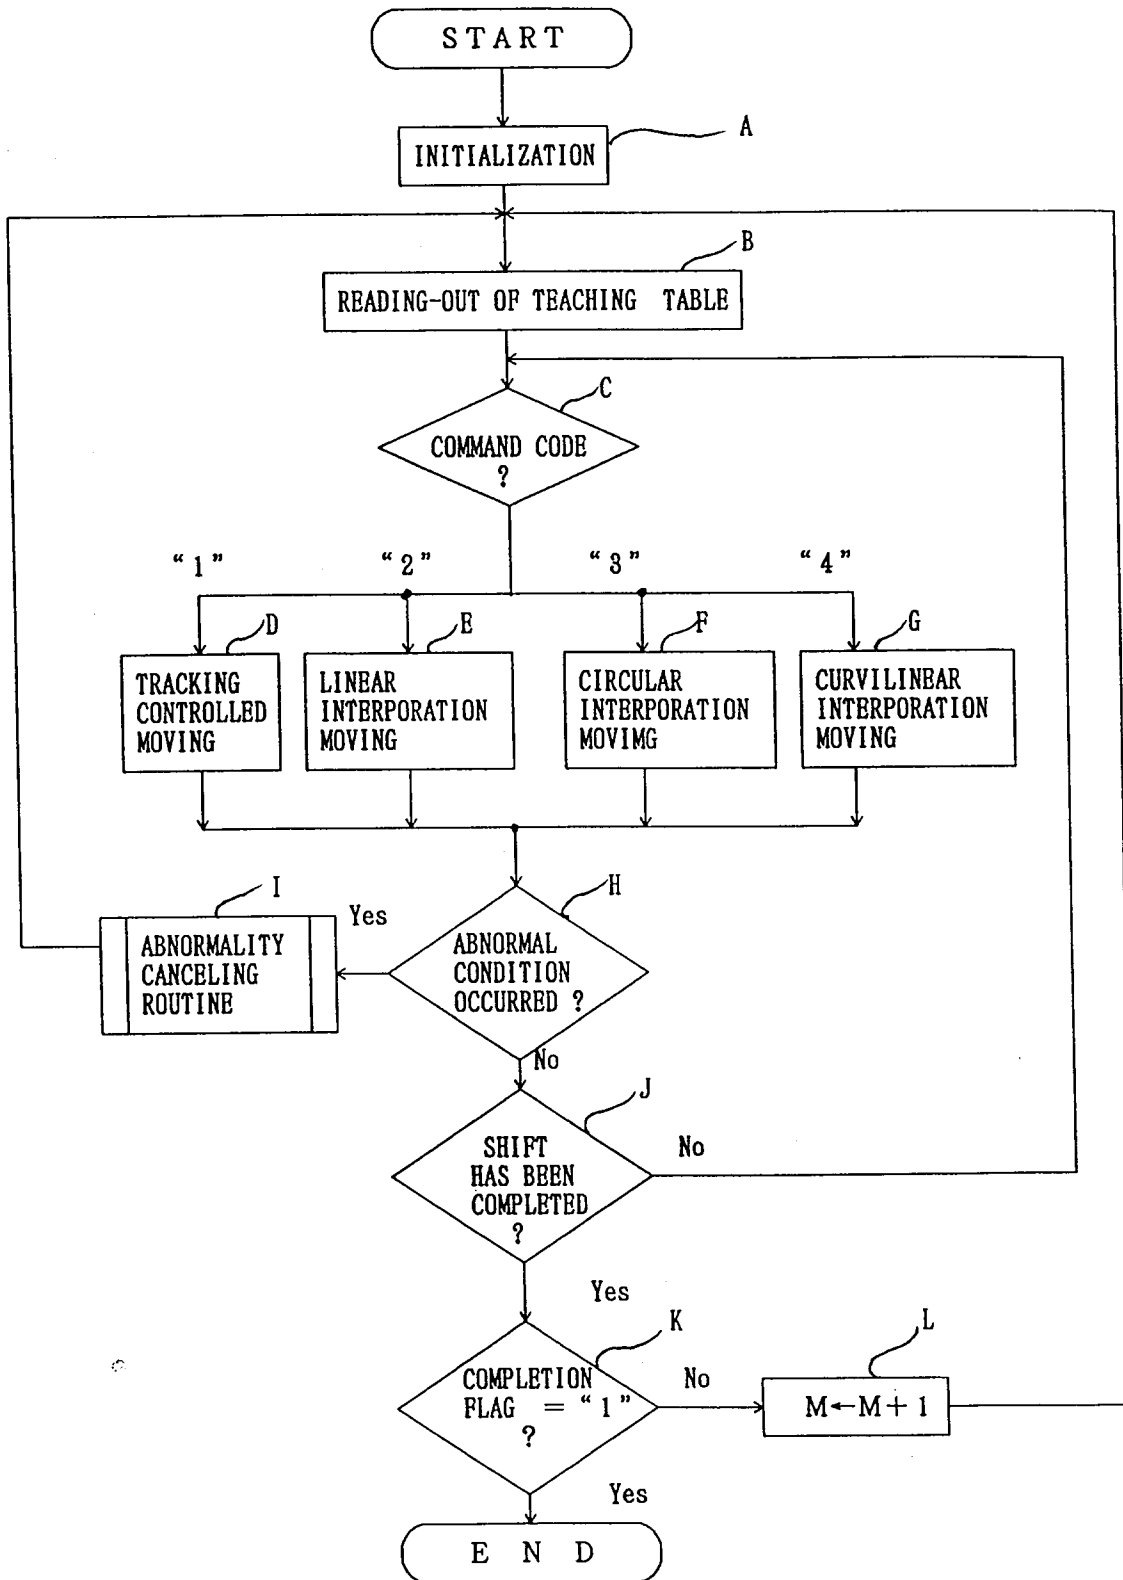 START
INITIALIZATION
A
READING-OUT OF TEACHING TABLE
B
COMMAND CODE
?
C
“1”
“2”
“3”
“4”
TRACKING
CONTROLLED
MOVING
D
LINEAR
INTERPORATION
MOVING
E
CIRCULAR
INTERPORATION
MOVIMG
F
CURVILINEAR
INTERPORATION
MOVING
G
ABNORMAL
CONDITION
OCCURRED ?
H
Yes
ABNORMALITY
CANCELING
ROUTINE
I
No
SHIFT
HAS BEEN
COMPLETED
?
J
No
Yes
COMPLETION
FLAG = “1”
?
K
No
M←M+1
L
Yes
E N D